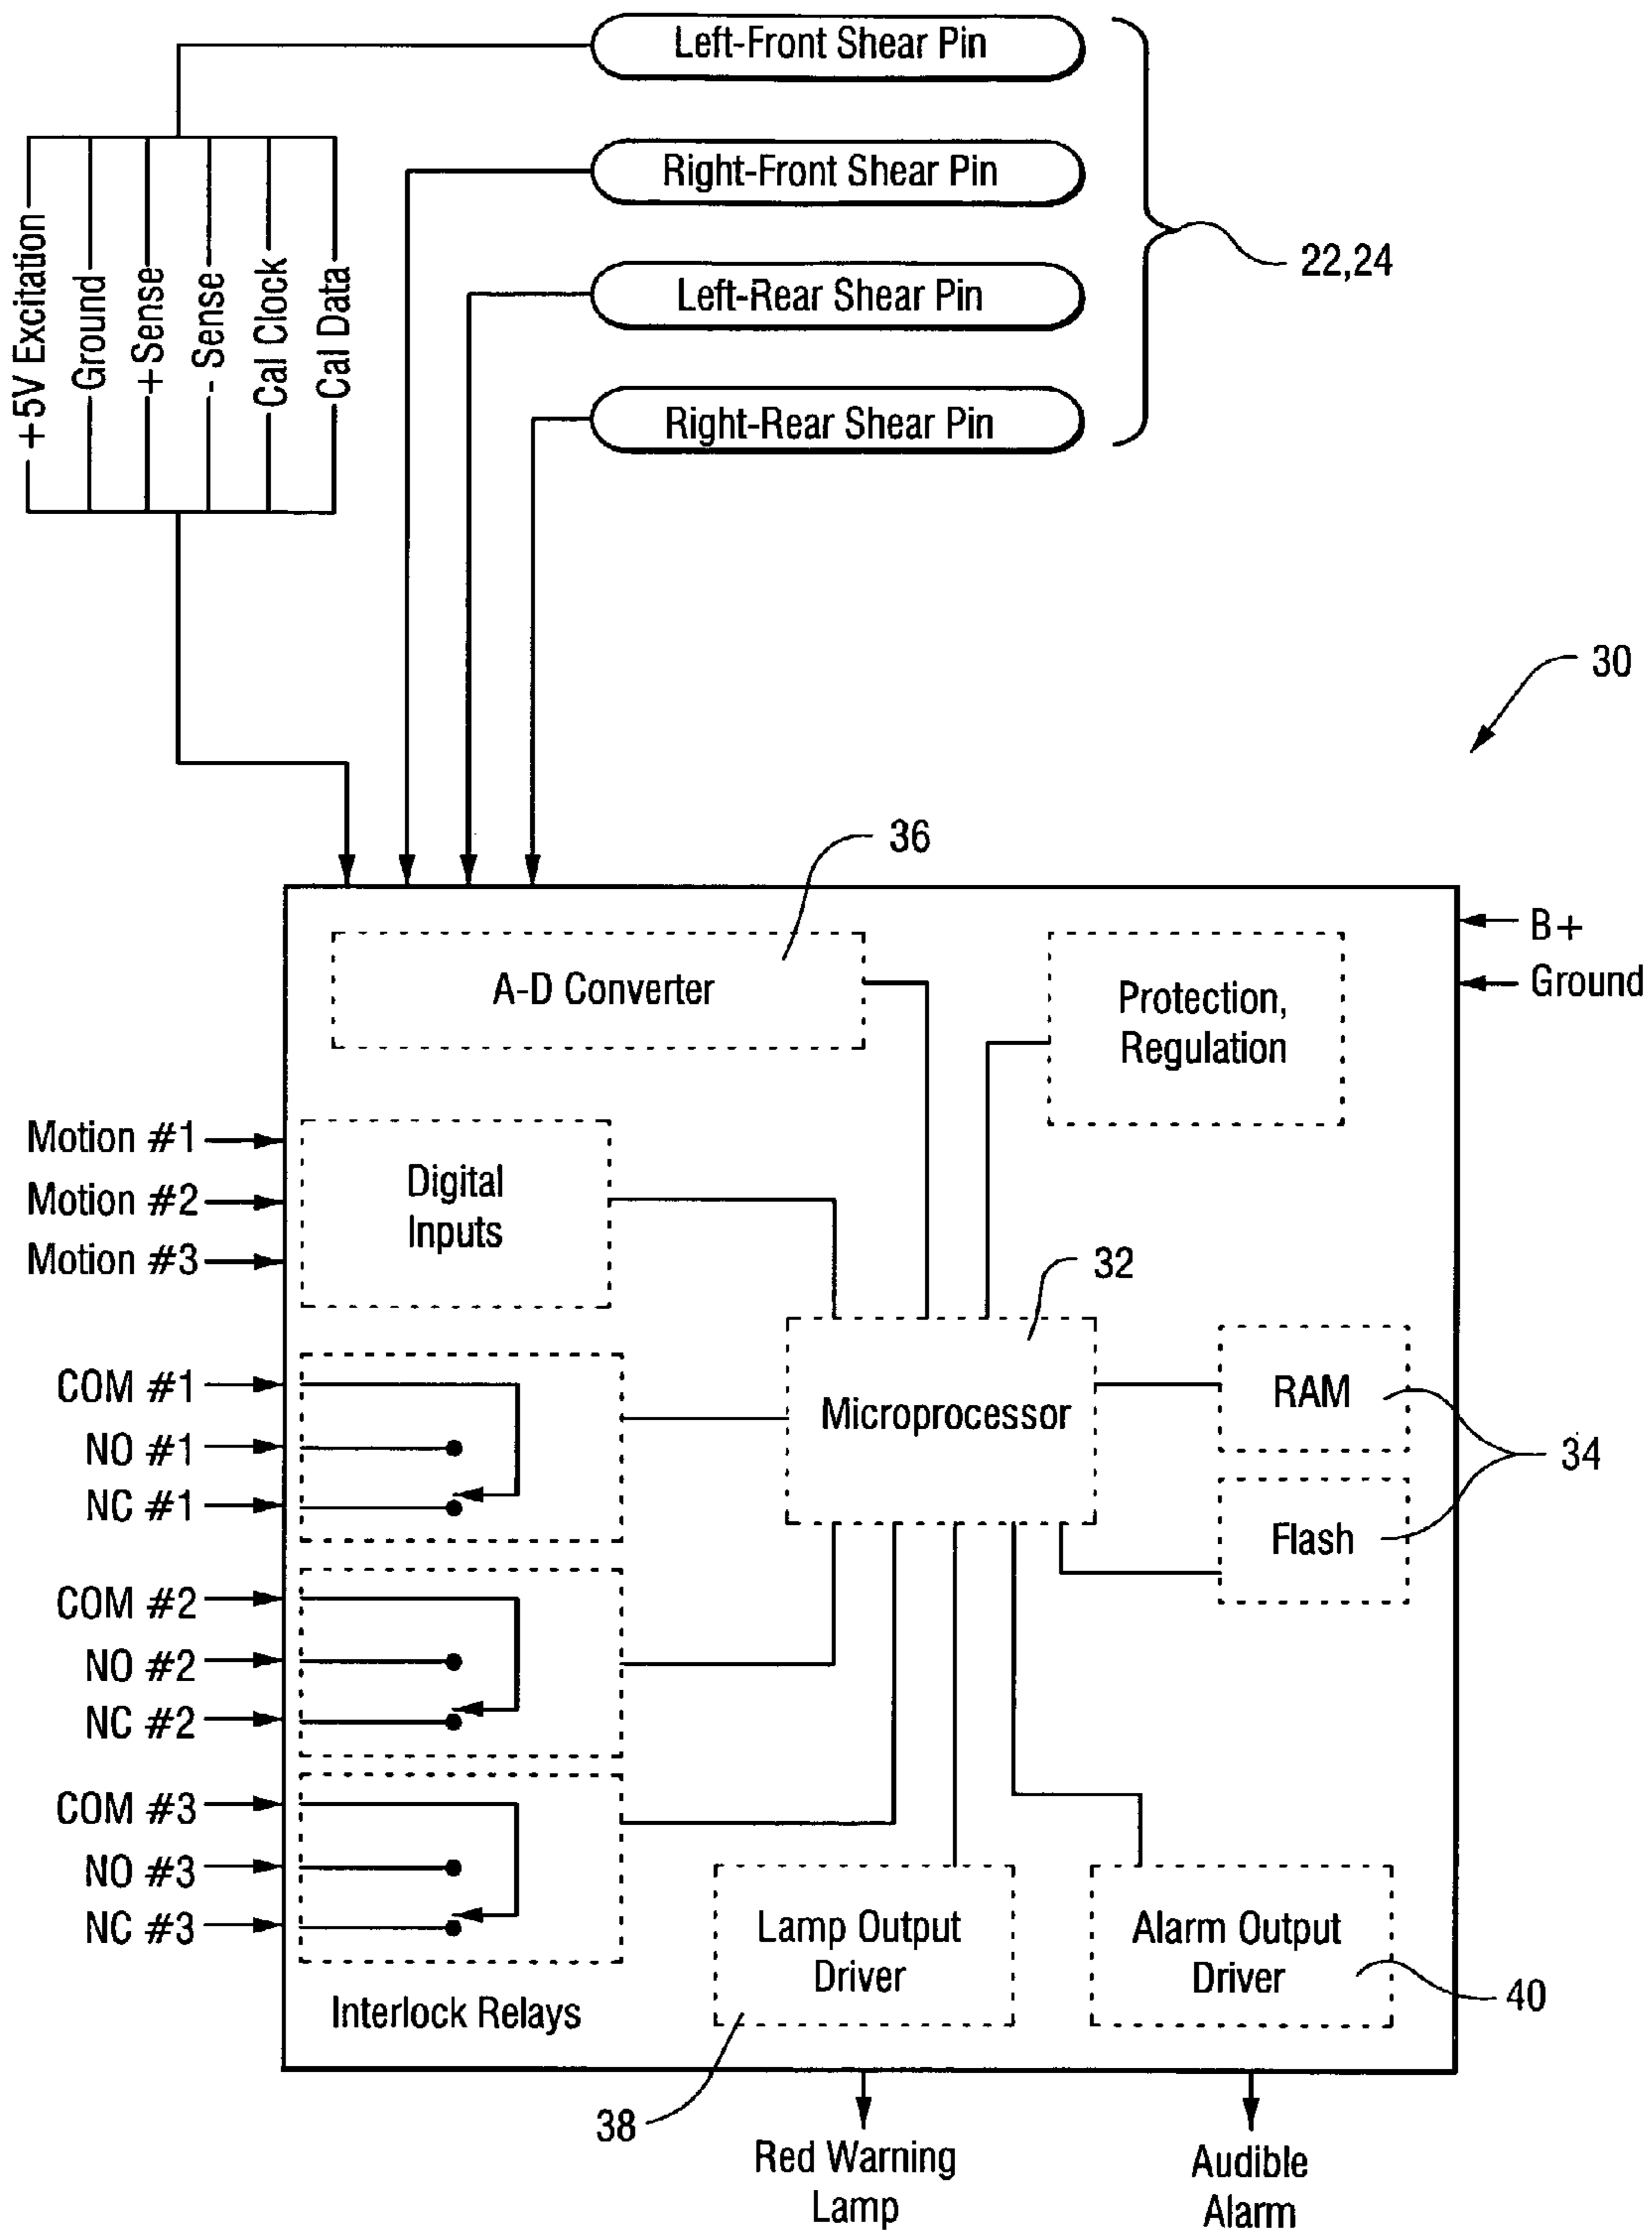 Left-Front Shear Pin
Right-Front Shear Pin
Left-Rear Shear Pin
Right-Rear Shear Pin
22,24
+5V Excitation
Ground
+Sense
- Sense
Cal Clock
Cal Data
30
36
B+
Ground
A-D Converter
Protection,
Regulation
Motion #1
Motion #2
Motion #3
Digital
Inputs
32
COM #1
NO #1
NC #1
Microprocessor
RAM
34
Flash
COM #2
NO #2
NC #2
COM #3
NO #3
NC #3
Lamp Output
Driver
Alarm Output
Driver
40
Interlock Relays
38
Red Warning
Lamp
Audible
Alarm